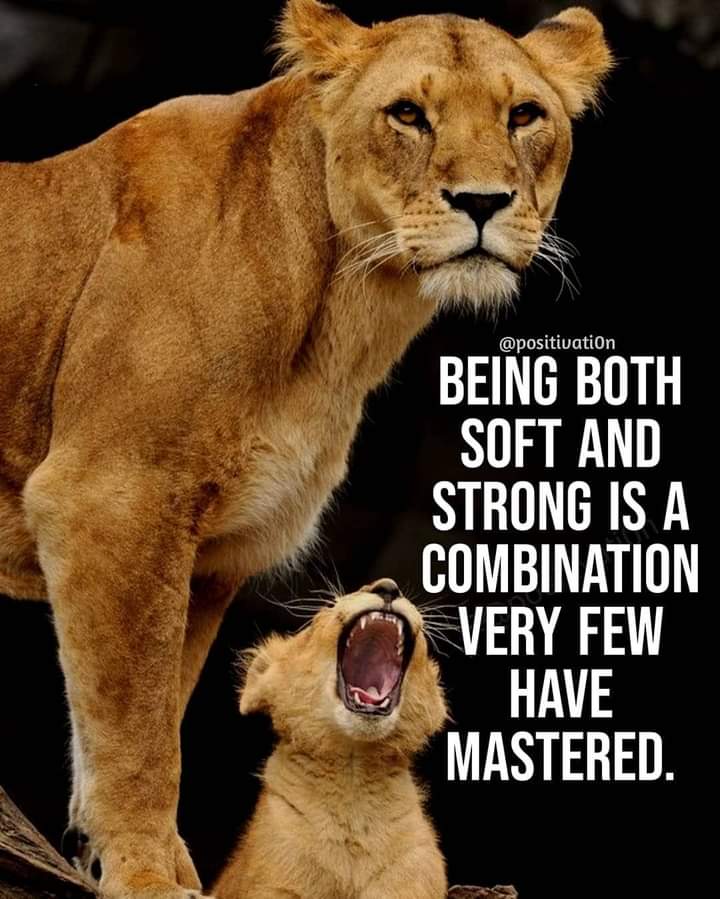 @positivati0n
BEING BOTH
SOFT AND
STRONG IS A
COMBINATION
VERY FEW
HAVE
MASTERED.